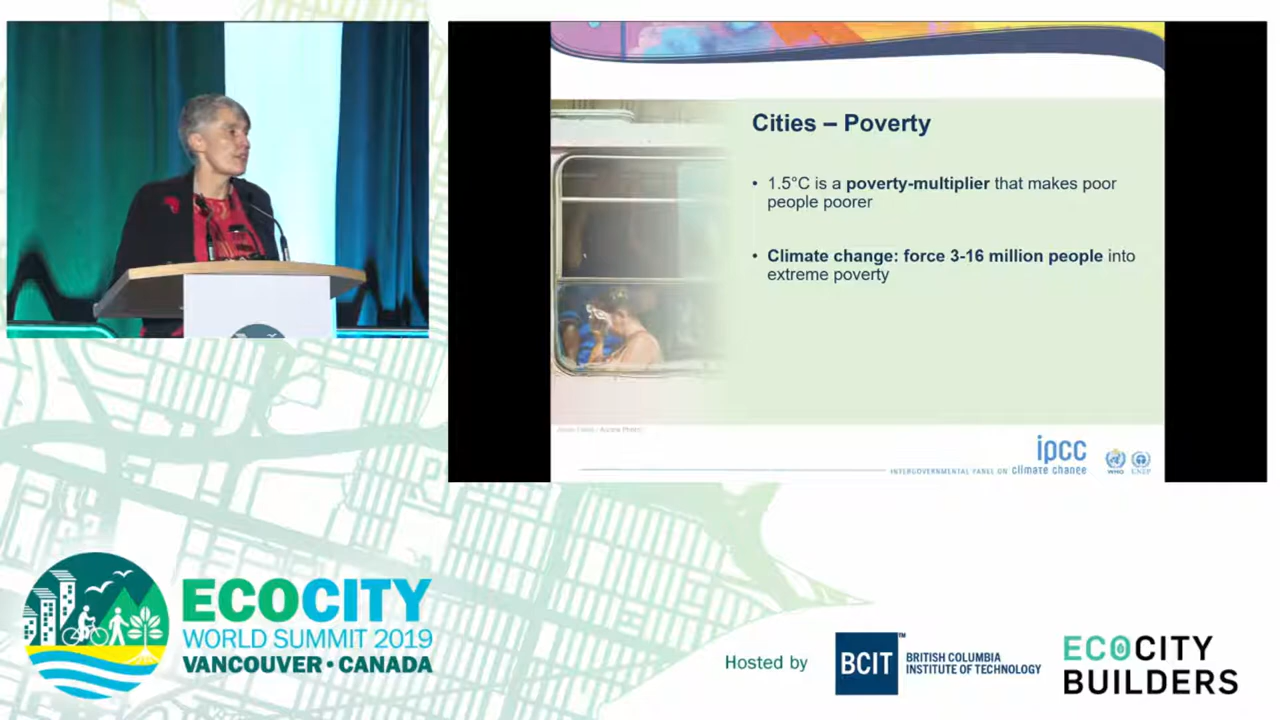 Cities – Poverty
• 1.5°C is a poverty-multiplier that makes poor
people poorer
• Climate change: force 3-16 million people into
extreme poverty
ipcc
INTERGOVERNMENTAL PANEL ON climate change
WMO
UNEP
ECOCITY
WORLD SUMMIT 2019
VANCOUVER • CANADA
Hosted by
BCIT
TM
BRITISH COLUMBIA
INSTITUTE OF TECHNOLOGY
ECOCITY
BUILDERS